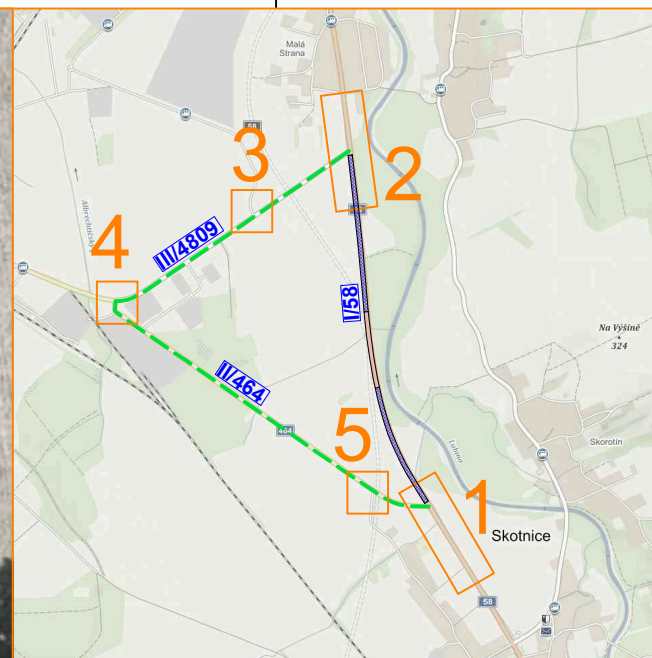 Malá
Strana
58
3
2
Albrechtičský
4
III/4809
I/58
Na Výšině
324
II/464
464
5
Skorotín
Lubina
1
Skotnice
58